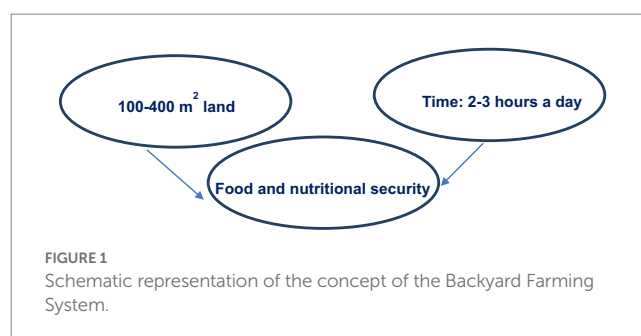 100-400 m² land
Time: 2-3 hours a day
Food and nutritional security
FIGURE 1
Schematic representation of the concept of the Backyard Farming
System.